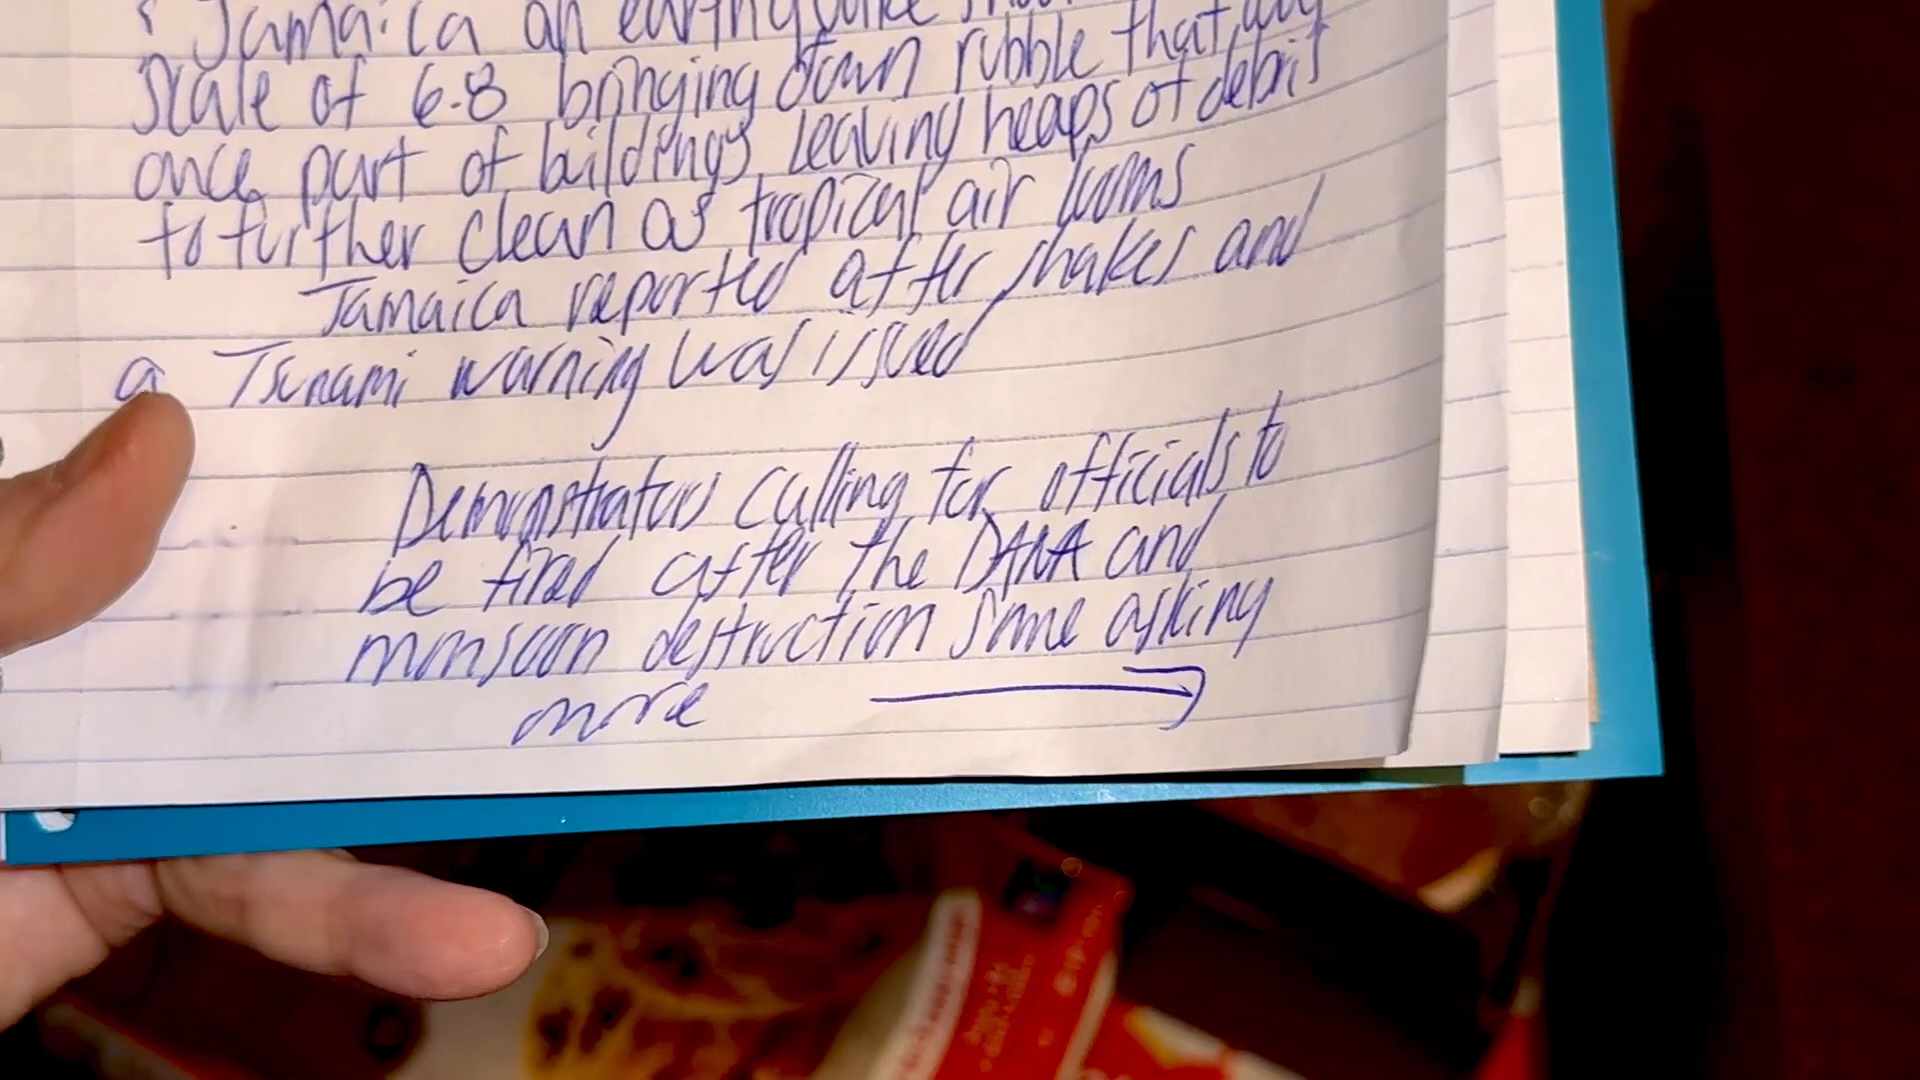 Jamaica an earthquake
scale of 6.8 bringing down rubble that was
once part of buildings leaving heaps of debrit
to further clean as tropical air looms
Jamaica reported after shakes and
a Tsunami warning was issued
Demonstrators calling for officials to
be fired after the DANA and
monsoon destruction some asking
more